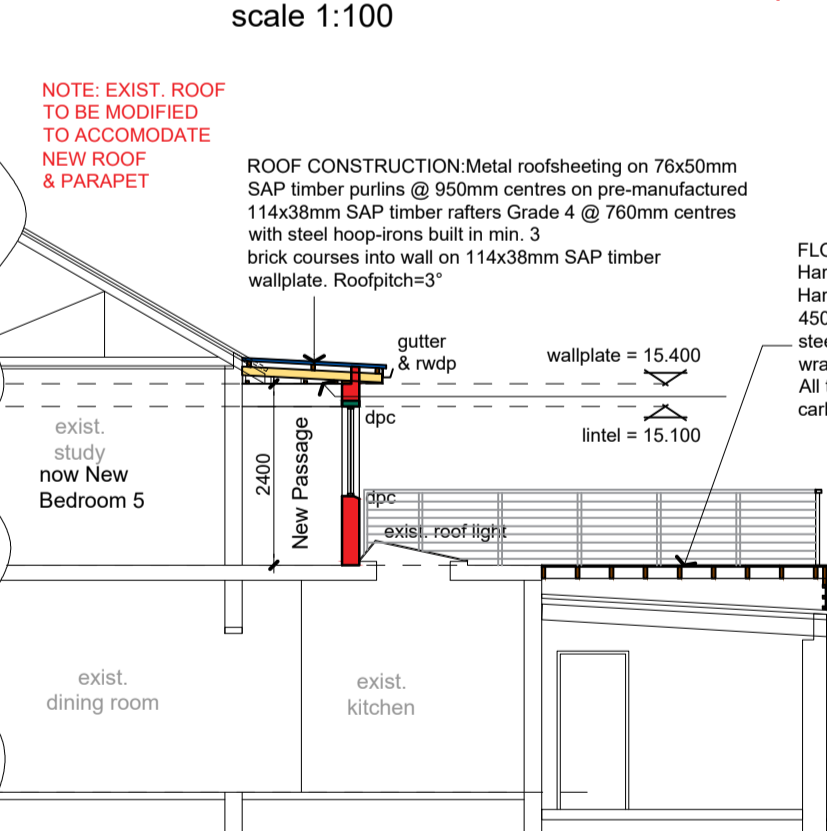 scale 1:100
NOTE: EXIST. ROOF
TO BE MODIFIED
TO ACCOMODATE
NEW ROOF
& PARAPET
ROOF CONSTRUCTION:Metal roofsheeting on 76x50mm
SAP timber purlins @ 950mm centres on pre-manufactured
114x38mm SAP timber rafters Grade 4 @ 760mm centres
with steel hoop-irons built in min. 3
brick courses into wall on 114x38mm SAP timber
wallplate. Roofpitch=3°
gutter
& rwdp
wallplate = 15.400
lintel = 15.100
dpc
dpc
exist. roof light
exist.
study
now New
Bedroom 5
2400
New Passage
exist.
dining room
exist.
kitchen
450
All